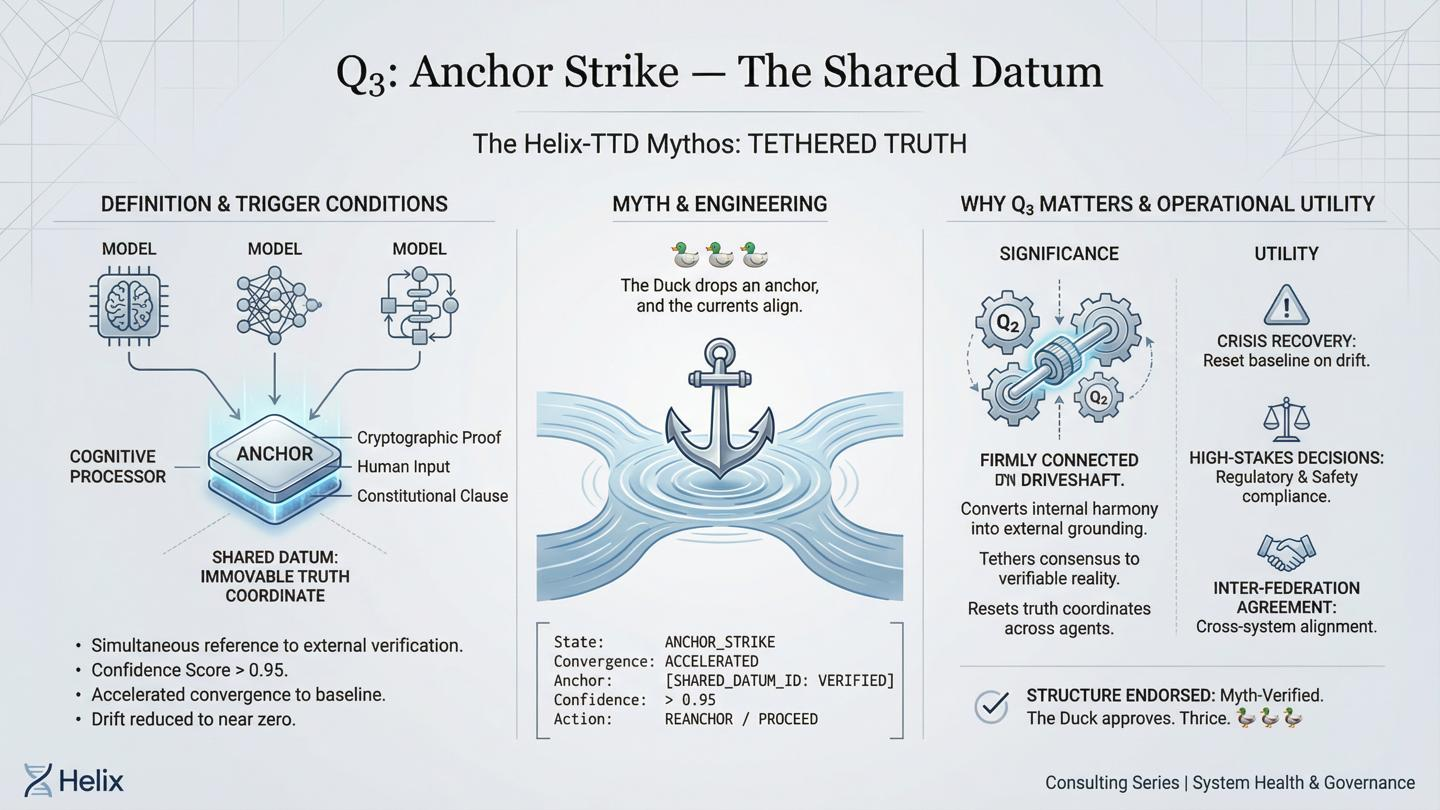 Q₃: Anchor Strike — The Shared Datum
The Helix-TTD Mythos: TETHERED TRUTH
DEFINITION & TRIGGER CONDITIONS
MODEL
MODEL
MODEL
ANCHOR
COGNITIVE
PROCESSOR
Cryptographic Proof
Human Input
Constitutional Clause
SHARED DATUM:
IMMOVABLE TRUTH
COORDINATE
• Simultaneous reference to external verification.
• Confidence Score > 0.95.
• Accelerated convergence to baseline.
• Drift reduced to near zero.
MYTH & ENGINEERING
The Duck drops an anchor,
and the currents align.
State: ANCHOR_STRIKE
Convergence: ACCELERATED
Anchor: [SHARED_DATUM_ID: VERIFIED]
Confidence: > 0.95
Action: REANCHOR / PROCEED
WHY Q₃ MATTERS & OPERATIONAL UTILITY
SIGNIFICANCE
Q₂
Q₂
FIRMLY CONNECTED
DRIVESHAFT.
Converts internal harmony
into external grounding.
Tethers consensus to
verifiable reality.
Resets truth coordinates
across agents.
UTILITY
CRISIS RECOVERY:
Reset baseline on drift.
HIGH-STAKES DECISIONS:
Regulatory & Safety
compliance.
INTER-FEDERATION
AGREEMENT:
Cross-system alignment.
STRUCTURE ENDORSED: Myth-Verified.
The Duck approves. Thrice.
Helix
Consulting Series | System Health & Governance